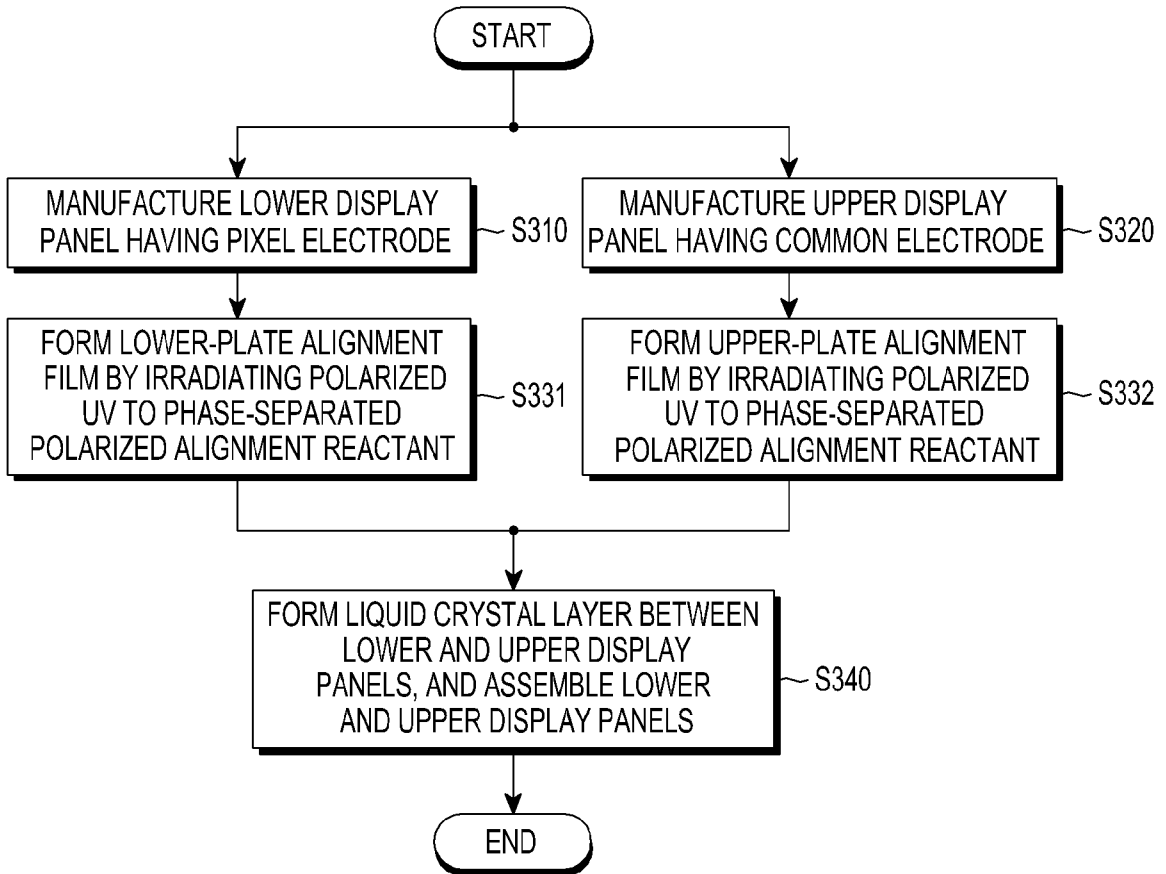 START
MANUFACTURE LOWER DISPLAY
PANEL HAVING PIXEL ELECTRODE
S310
MANUFACTURE UPPER DISPLAY
PANEL HAVING COMMON ELECTRODE
S320
FORM LOWER-PLATE ALIGNMENT
FILM BY IRRADIATING POLARIZED
UV TO PHASE-SEPARATED
POLARIZED ALIGNMENT REACTANT
S331
FORM UPPER-PLATE ALIGNMENT
FILM BY IRRADIATING POLARIZED
UV TO PHASE-SEPARATED
POLARIZED ALIGNMENT REACTANT
S332
FORM LIQUID CRYSTAL LAYER BETWEEN
LOWER AND UPPER DISPLAY
PANELS, AND ASSEMBLE LOWER
AND UPPER DISPLAY PANELS
S340
END